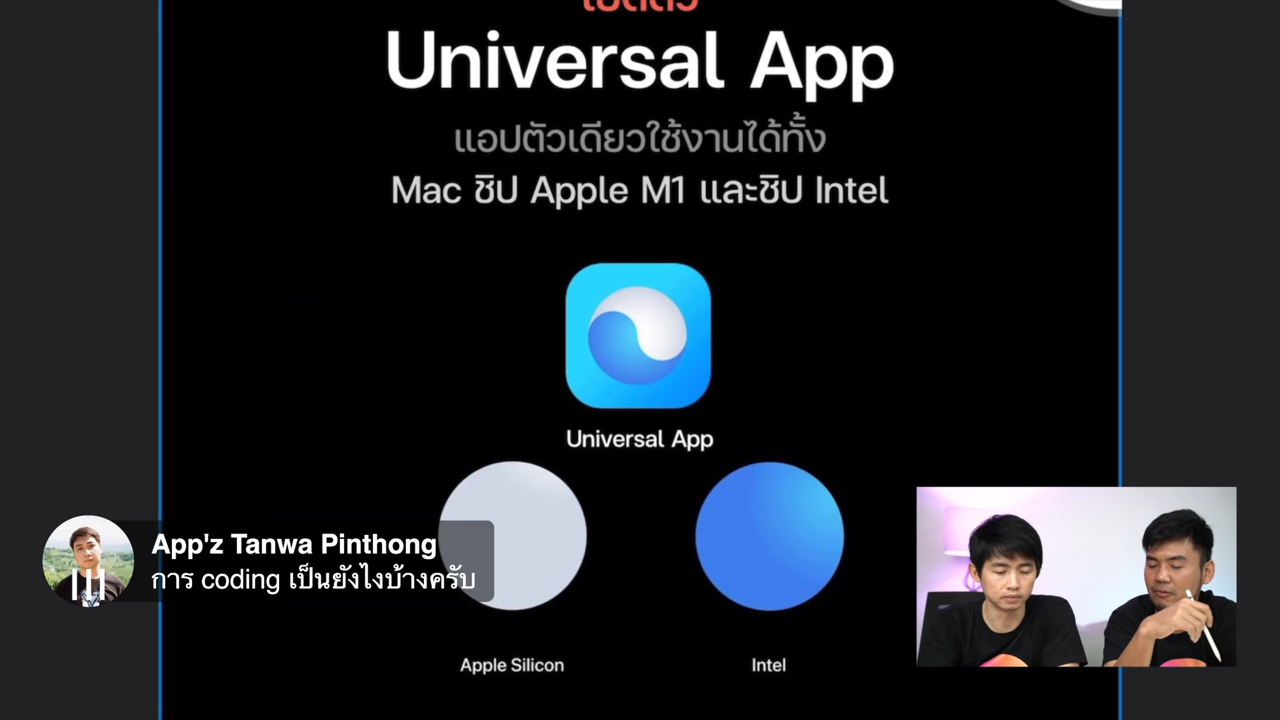 Universal App
แอปตัวเดียวใช้งานได้ทั้ง
Mac ชิป Apple M1 และชิป Intel
Universal App
App'z Tanwa Pinthong
การ coding เป็นยังไงบ้างครับ
Apple Silicon
Intel